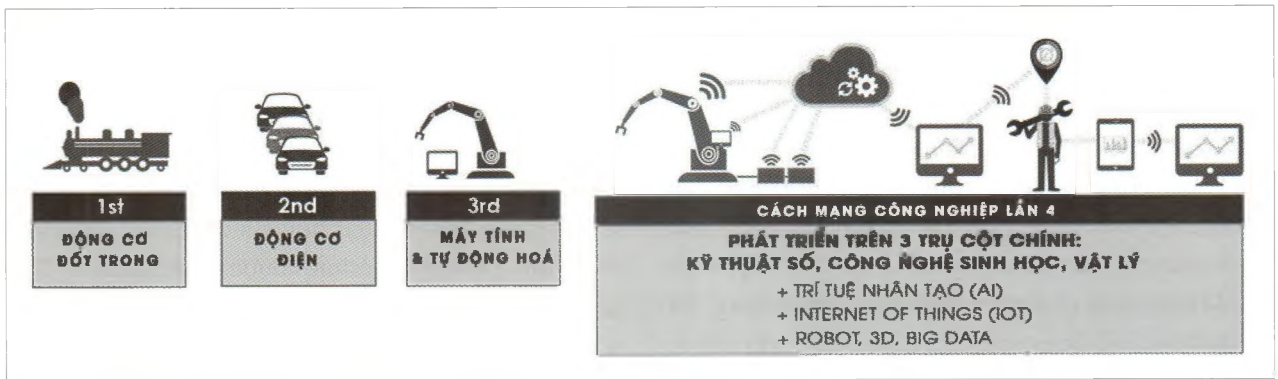 1st
ĐỘNG CƠ
ĐỐT TRONG
2nd
ĐỘNG CƠ
ĐIỆN
3rd
MÁY TÍNH
& TỰ ĐỘNG HOÁ
CÁCH MẠNG CÔNG NGHIỆP LẦN 4
PHÁT TRIỂN TRÊN 3 TRỤ CỘT CHÍNH:
KỸ THUẬT SỐ, CÔNG NGHỆ SINH HỌC, VẬT LÝ
+ TRÍ TUỆ NHÂN TẠO (AI)
+ INTERNET OF THINGS (IOT)
+ ROBOT, 3D, BIG DATA